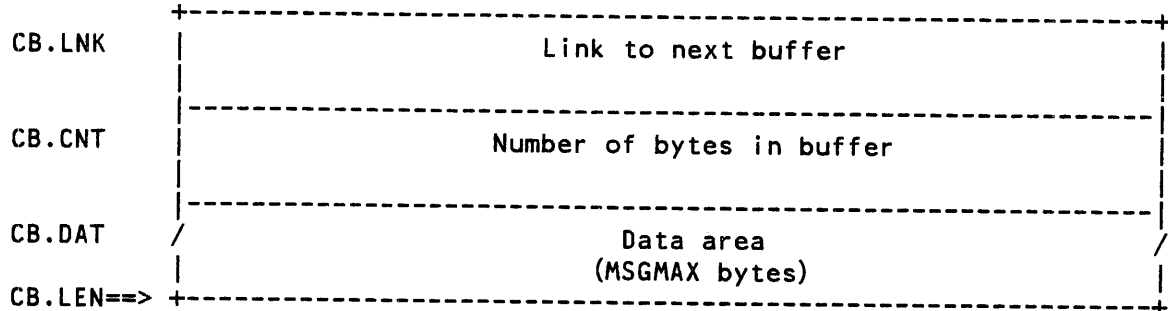 CB.LNK Link to next buffer
CB.CNT Number of bytes in buffer
CB.DAT Data area
(MSGMAX bytes)
CB.LEN==>